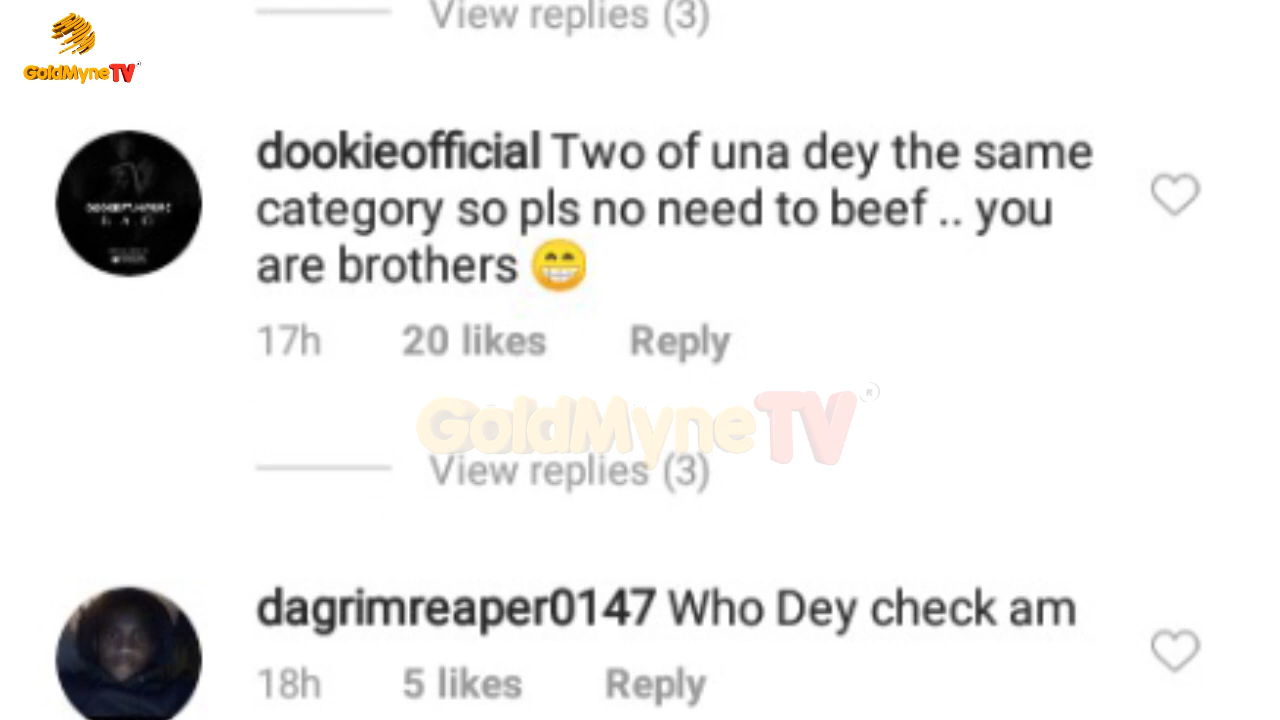 View replies (3)
GoldMyneTV
dookieofficial Two of una dey the same
category so pls no need to beef .. you
are brothers 😁
17h 20 likes Reply
GoldMyneTV®
View replies (3)
dagrimreaper0147 Who Dey check am
18h 5 likes Reply